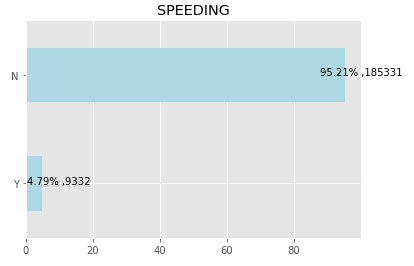 SPEEDING
N
95.21% ,185331
Y
4.79% ,9332
0 20 40 60 80